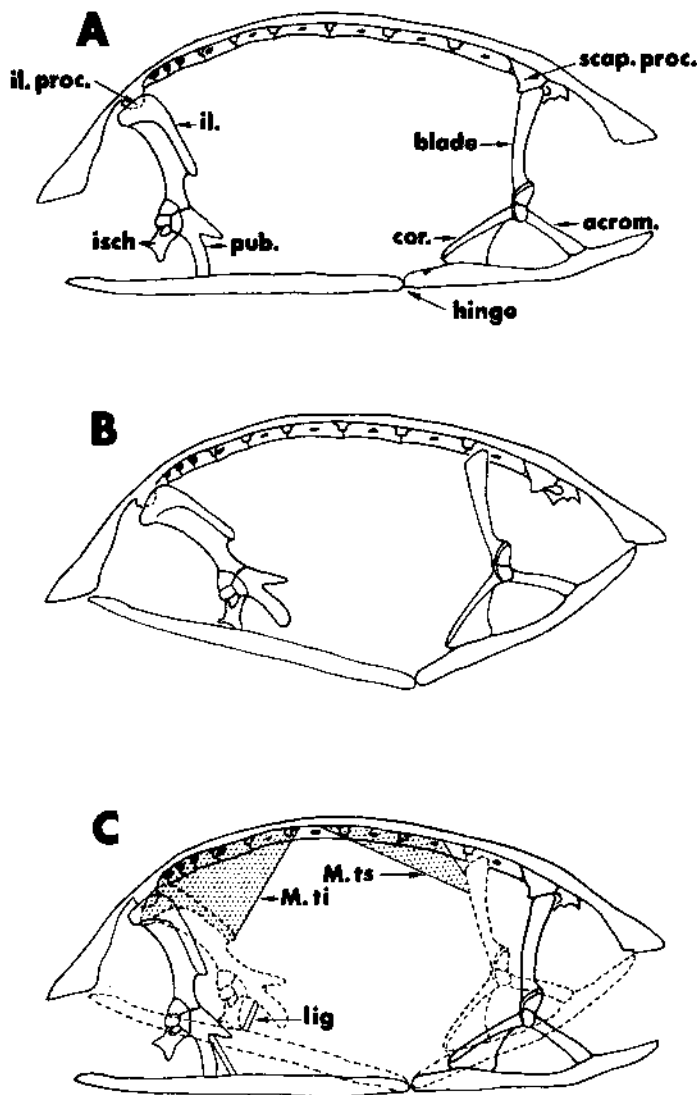 A
scap. proc.
il. proc.
il.
blade
isch
pub.
cor.
acrom.
hinge
B
C
M. ts
M. ti
lig